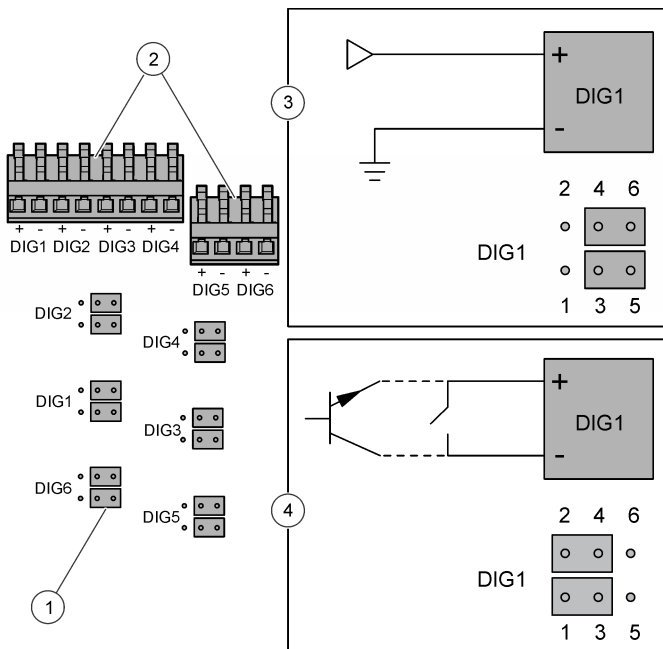 2
+ - + - + - + -
DIG1 DIG2 DIG3 DIG4
+ - + -
DIG5 DIG6
DIG2
DIG4
DIG1
DIG3
DIG6
DIG5
1
3
+
DIG1
-
2 4 6
DIG1
1 3 5
4
+
DIG1
-
2 4 6
DIG1
1 3 5